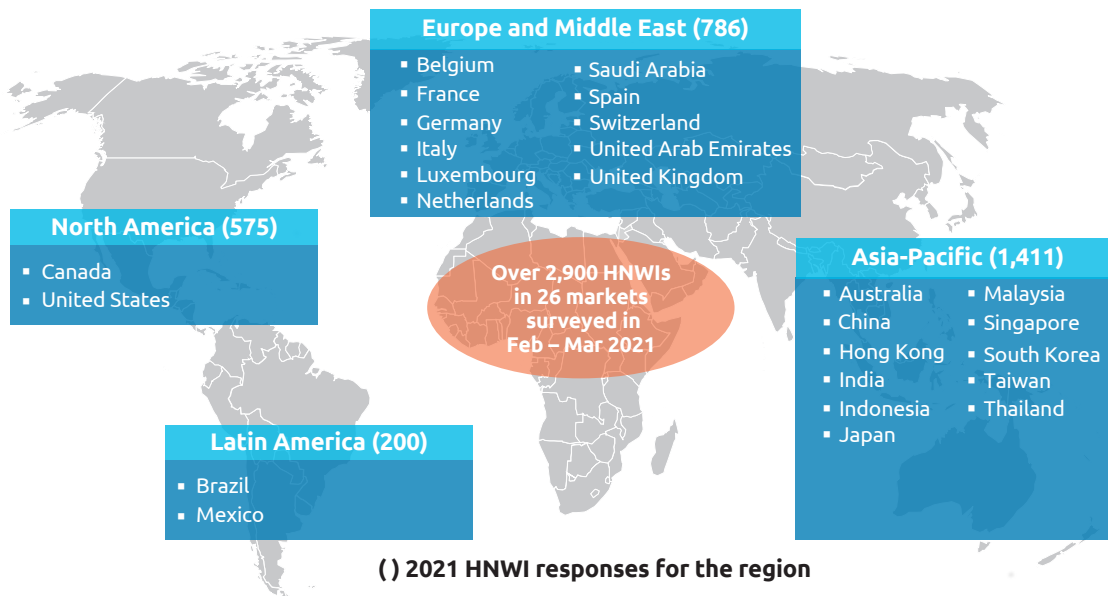 Europe and Middle East (786)
▪ Belgium
▪ France
▪ Germany
▪ Italy
▪ Luxembourg
▪ Netherlands
▪ Saudi Arabia
▪ Spain
▪ Switzerland
▪ United Arab Emirates
▪ United Kingdom
North America (575)
▪ Canada
▪ United States
Over 2,900 HNWIs
in 26 markets
surveyed in
Feb – Mar 2021
Asia-Pacific (1,411)
▪ Australia
▪ China
▪ Hong Kong
▪ India
▪ Indonesia
▪ Japan
▪ Malaysia
▪ Singapore
▪ South Korea
▪ Taiwan
▪ Thailand
Latin America (200)
▪ Brazil
▪ Mexico
( ) 2021 HNWI responses for the region